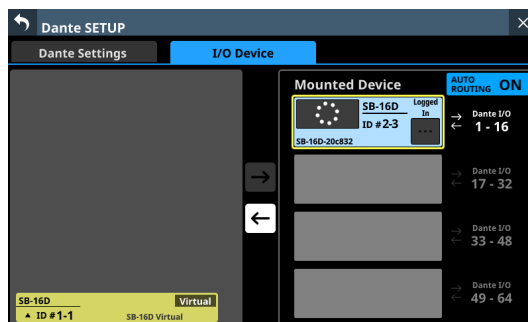 Dante SETUP
Dante Settings
I/O Device
Mounted Device
AUTO ROUTING ON
SB-16D
Logged In
ID #2-3
SB-16D-20c832
Dante I/O
1 - 16
Dante I/O
17 - 32
Dante I/O
33 - 48
Dante I/O
49 - 64
SB-16D
Virtual
ID #1-1
SB-16D Virtual